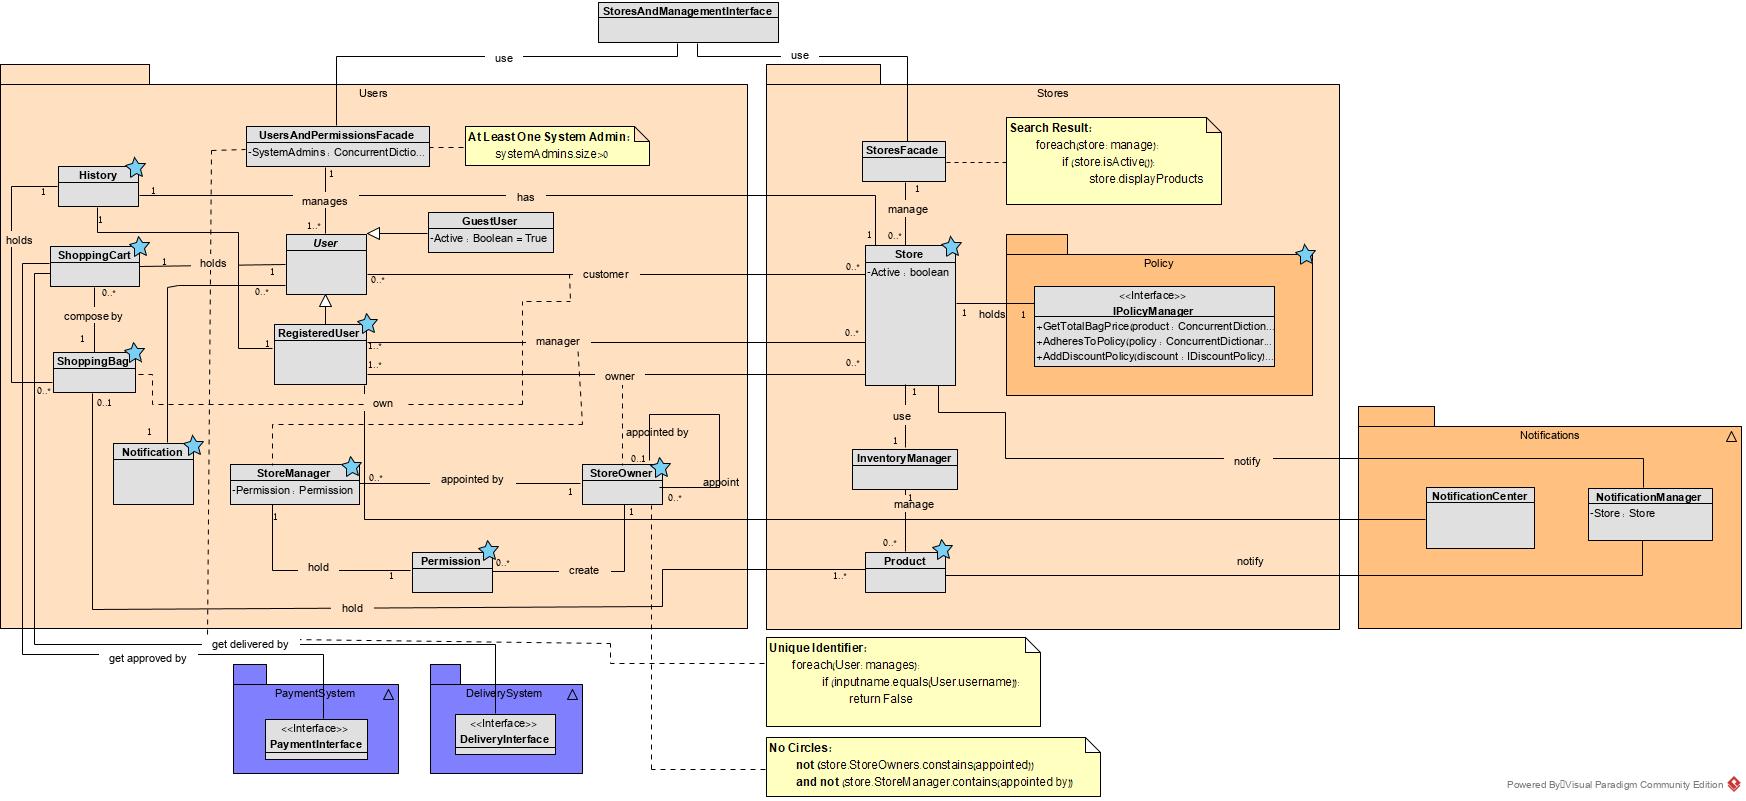 StoresAndManagementInterface
use
use
Users
Stores
UsersAndPermissionsFacade
-SystemAdmins : ConcurrentDictio...
At Least One System Admin:
systemAdmins.size>0
StoresFacade
Search Result:
foreach(store: manage):
if (store.isActive()):
store.displayProducts
History
1
1
1
1
manages
1..*
has
1
manage
1
0..*
holds
GuestUser
-Active : Boolean = True
User
ShoppingCart
1
holds
1
0..*
0..*
0..*
customer
0..*
Store
-Active : boolean
Policy
<<Interface>>
IPolicyManager
+GetTotalBagPrice(product : ConcurrentDiction...
+AdheresToPolicy(policy : ConcurrentDictionar...
+AddDiscountPolicy(discount : IDiscountPolicy)...
1
holds
1
compose by
1
RegisteredUser
1
1..*
manager
0..*
1..*
owner
0..*
ShoppingBag
0..*
0..1
own
1
use
1
1
Notification
appointed by
0..1
StoreManager
-Permission : Permission
0..*
appointed by
1
StoreOwner
appoint
0..*
1
1
InventoryManager
1
manage
0..*
notify
Notifications
NotificationCenter
NotificationManager
-Store : Store
hold
1
Permission
0..*
create
1..*
Product
notify
hold
get delivered by
get approved by
PaymentSystem
<<Interface>>
PaymentInterface
DeliverySystem
<<Interface>>
DeliveryInterface
Unique Identifier:
foreach(User: manages):
if (inputname.equals(User.username)):
return False
No Circles:
not (store.StoreOwners.constains(appointed))
and not (store.StoreManager.contains(appointed by))
Powered By Visual Paradigm Community Edition